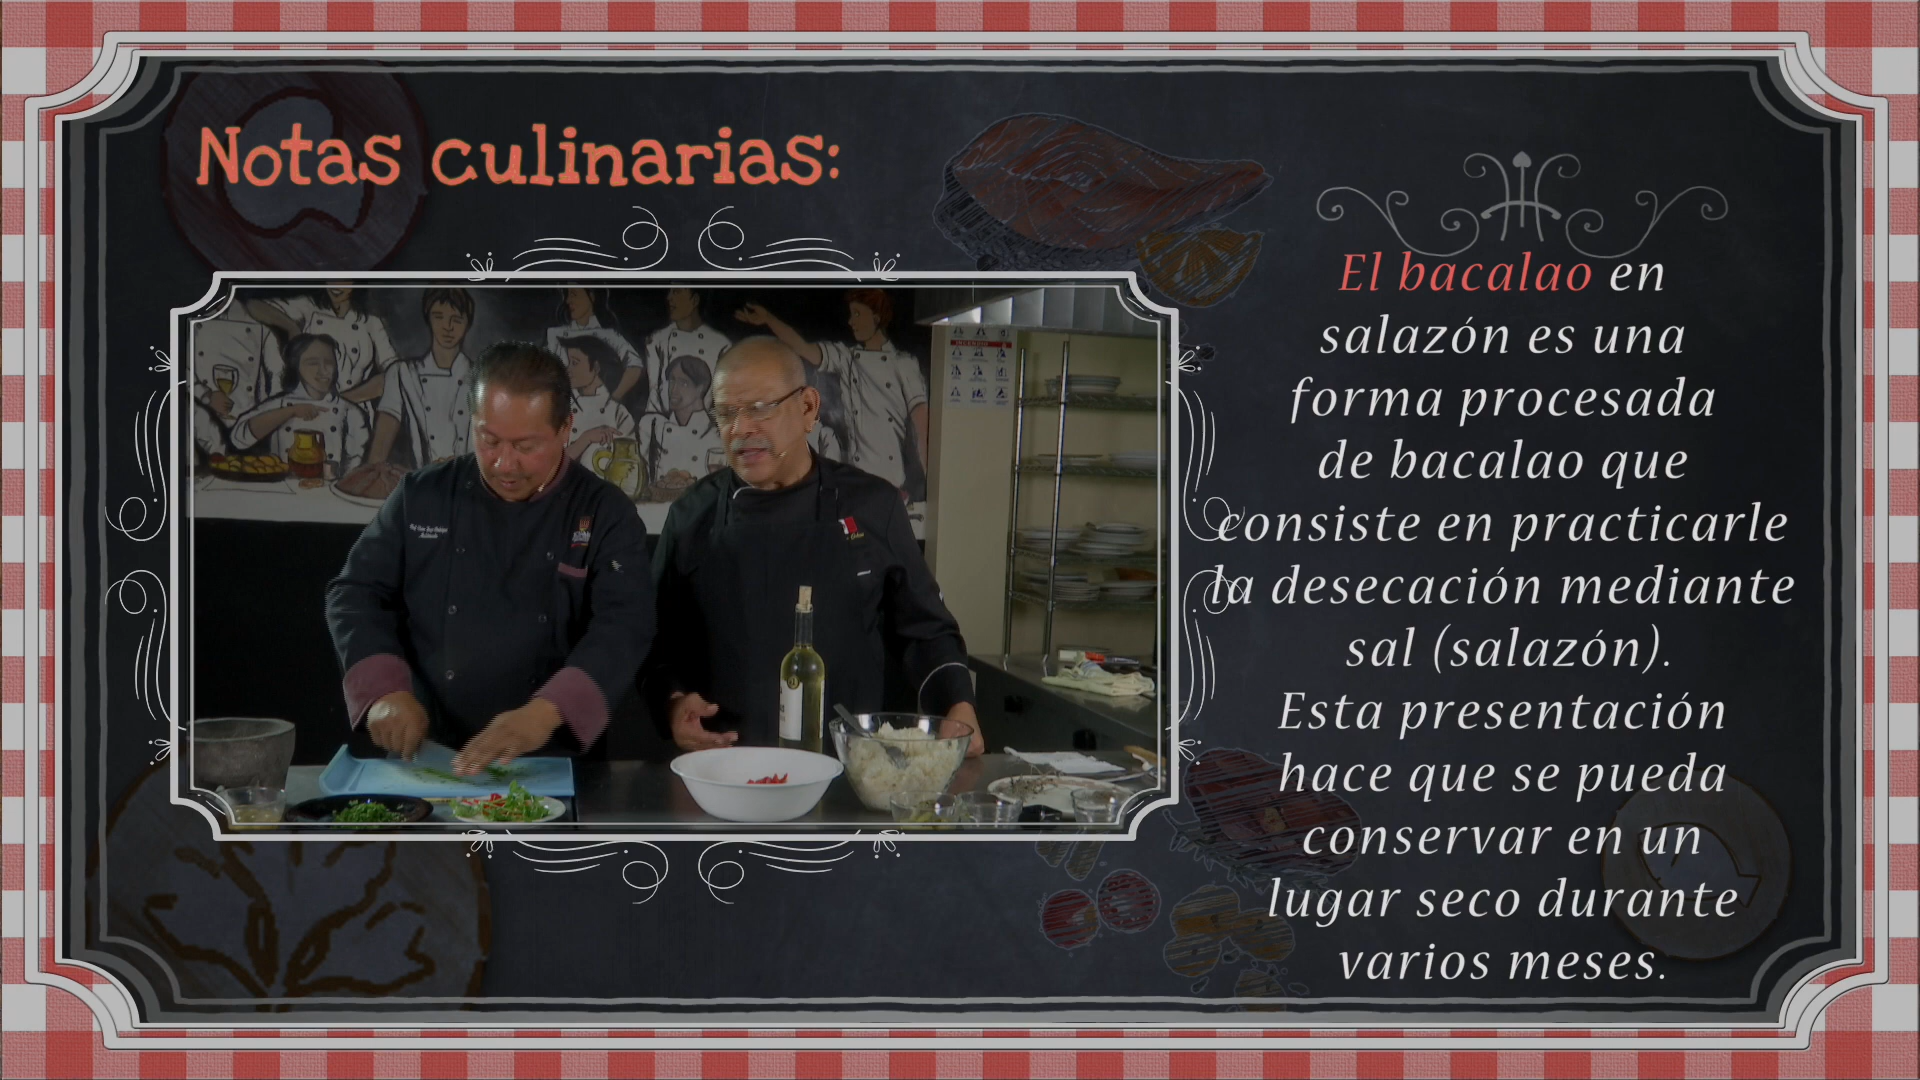 Notas culinarias:
El bacalao en
salazón es una
forma procesada
de bacalao que
consiste en practicarle
la desecación mediante
sal (salazón).
Esta presentación
hace que se pueda
conservar en un
lugar seco durante
varios meses.